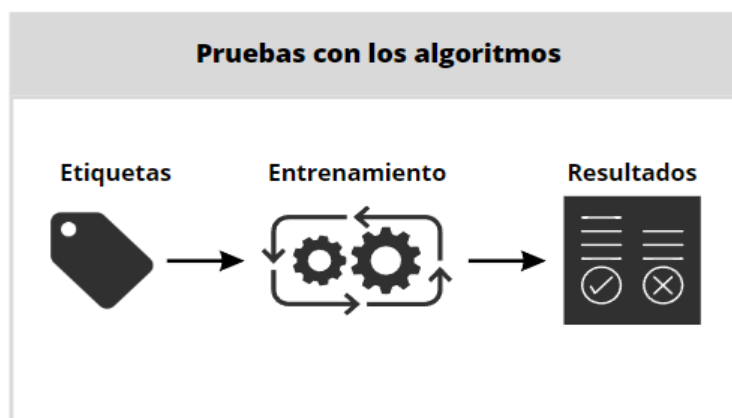 Pruebas con los algoritmos
Etiquetas
Entrenamiento
Resultados